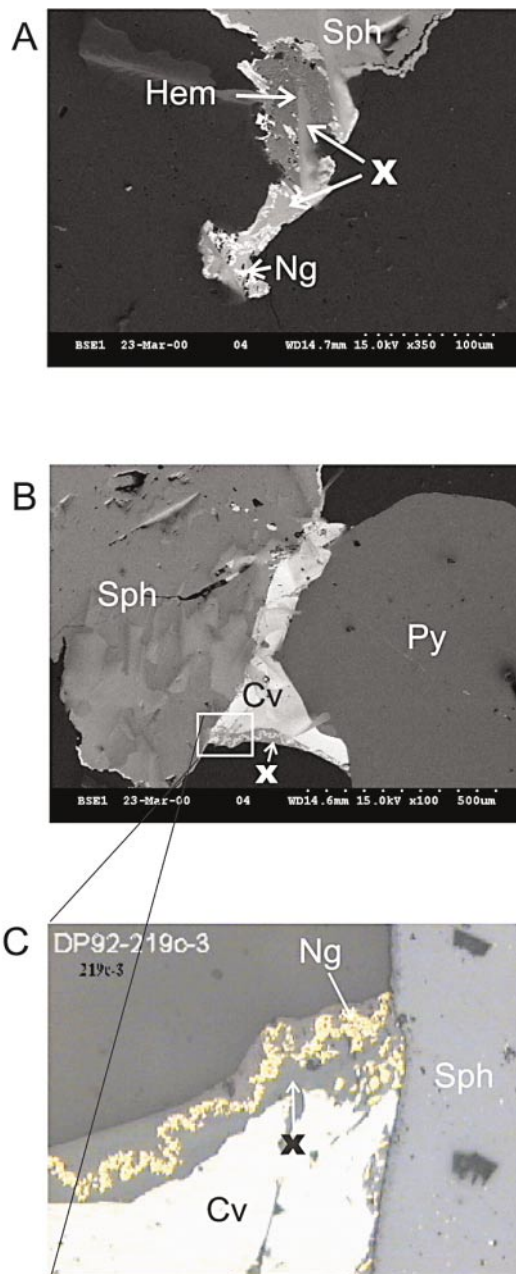 A
Sph
Hem
X
Ng
BSE1 23-Mar-00 04 WD14.7mm 15.0kV x350 100um
B
Sph
Py
Cv
X
BSE1 23-Mar-00 04 WD14.6mm 15.0kV x100 500um
C
DP92-219c-3
219c-3
Ng
Sph
X
Cv